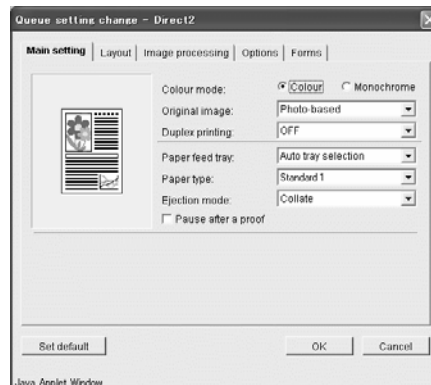 Queue setting change - Direct2
Main setting Layout Image processing Options Forms
Colour mode: Colour Monochrome
Original image: Photo-based
Duplex printing: OFF
Paper feed tray: Auto tray selection
Paper type: Standard 1
Ejection mode: Collate
Pause after a proof
Set default OK Cancel
Java Applet Window